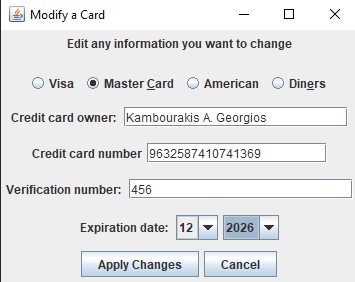 Modify a Card
Edit any information you want to change
Visa Master Card American Diners
Credit card owner: Kambourakis A. Georgios
Credit card number 9632587410741369
Verification number: 456
Expiration date: 12 2026
Apply Changes Cancel